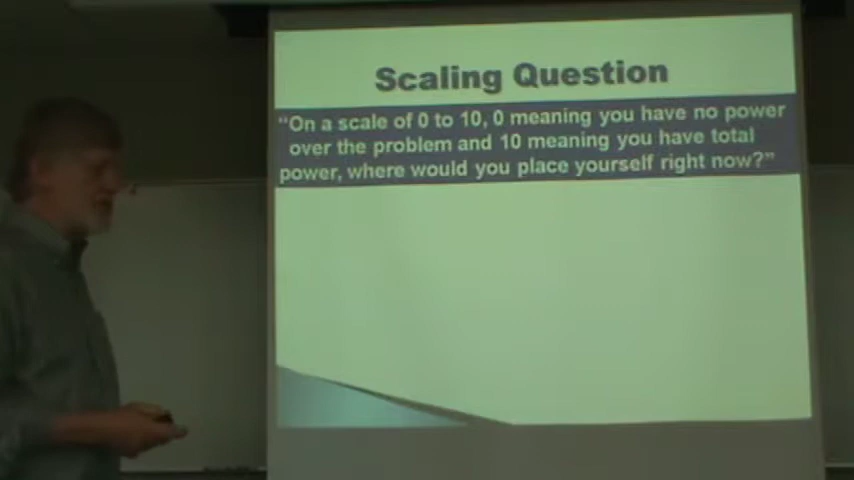 Scaling Question
"On a scale of 0 to 10, 0 meaning you have no power
over the problem and 10 meaning you have total
power, where would you place yourself right now?"